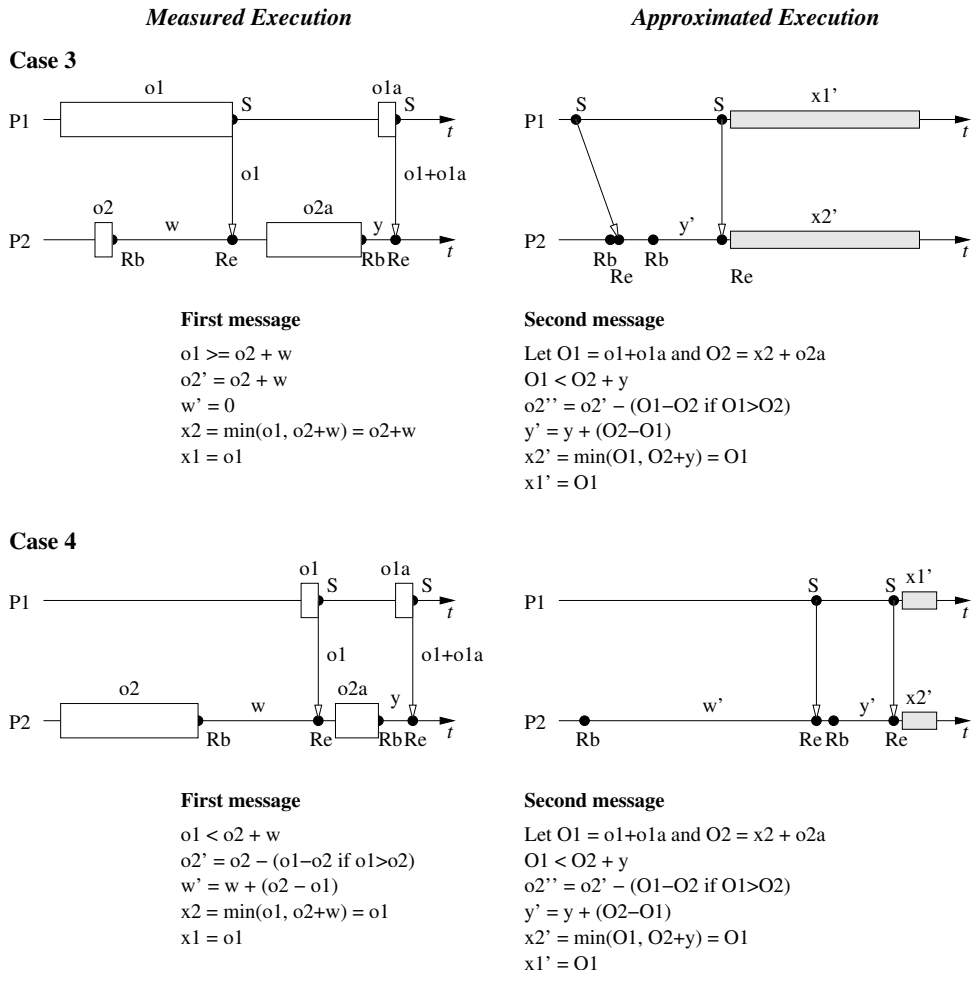 Measured Execution
Approximated Execution
Case 3
o1
o1a
S
S
P1
t
o1
o1+o1a
o2
w
o2a
y
P2
t
Rb
Re
Rb
Re
S
S
x1’
P1
t
y’
x2’
P2
t
Rb
Rb
Re
Re
First message
o1 >= o2 + w
o2’ = o2 + w
w’ = 0
x2 = min(o1, o2+w) = o2+w
x1 = o1
Second message
Let O1 = o1+o1a and O2 = x2 + o2a
O1 < O2 + y
o2’’ = o2’ − (O1−O2 if O1>O2)
y’ = y + (O2−O1)
x2’ = min(O1, O2+y) = O1
x1’ = O1
Case 4
o1
o1a
S
S
P1
t
o1
o1+o1a
o2
w
o2a
y
P2
t
Rb
Re
Rb
Re
S
S
x1’
P1
t
w’
y’
x2’
P2
t
Rb
Re
Rb
Re
First message
o1 < o2 + w
o2’ = o2 − (o1−o2 if o1>o2)
w’ = w + (o2 − o1)
x2 = min(o1, o2+w) = o1
x1 = o1
Second message
Let O1 = o1+o1a and O2 = x2 + o2a
O1 < O2 + y
o2’’ = o2’ − (O1−O2 if O1>O2)
y’ = y + (O2−O1)
x2’ = min(O1, O2+y) = O1
x1’ = O1